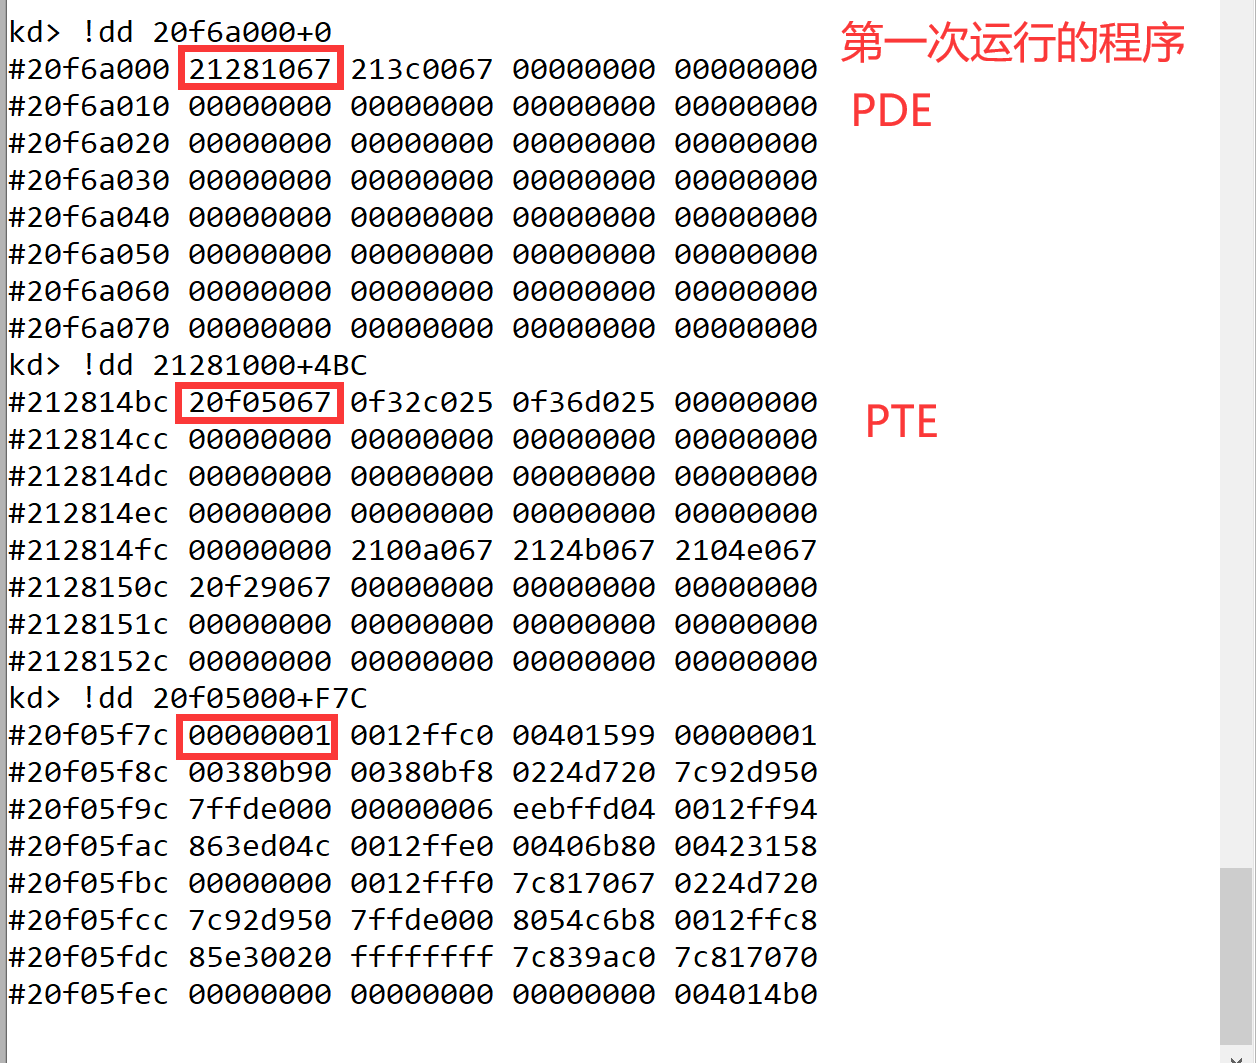 kd> !dd 20f6a000+0
第一次运行的程序
#20f6a000 21281067 213c0067 00000000 00000000
PDE
#20f6a010 00000000 00000000 00000000 00000000
#20f6a020 00000000 00000000 00000000 00000000
#20f6a030 00000000 00000000 00000000 00000000
#20f6a040 00000000 00000000 00000000 00000000
#20f6a050 00000000 00000000 00000000 00000000
#20f6a060 00000000 00000000 00000000 00000000
#20f6a070 00000000 00000000 00000000 00000000
kd> !dd 21281000+4BC
#212814bc 20f05067 0f32c025 0f36d025 00000000
PTE
#212814cc 00000000 00000000 00000000 00000000
#212814dc 00000000 00000000 00000000 00000000
#212814ec 00000000 00000000 00000000 00000000
#212814fc 00000000 2100a067 2124b067 2104e067
#2128150c 20f29067 00000000 00000000 00000000
#2128151c 00000000 00000000 00000000 00000000
#2128152c 00000000 00000000 00000000 00000000
kd> !dd 20f05000+F7C
#20f05f7c 00000001 0012ffc0 00401599 00000001
#20f05f8c 00380b90 00380bf8 0224d720 7c92d950
#20f05f9c 7ffde000 00000006 eebffd04 0012ff94
#20f05fac 863ed04c 0012ffe0 00406b80 00423158
#20f05fbc 00000000 0012fff0 7c817067 0224d720
#20f05fcc 7c92d950 7ffde000 8054c6b8 0012ffc8
#20f05fdc 85e30020 ffffffff 7c839ac0 7c817070
#20f05fec 00000000 00000000 00000000 004014b0